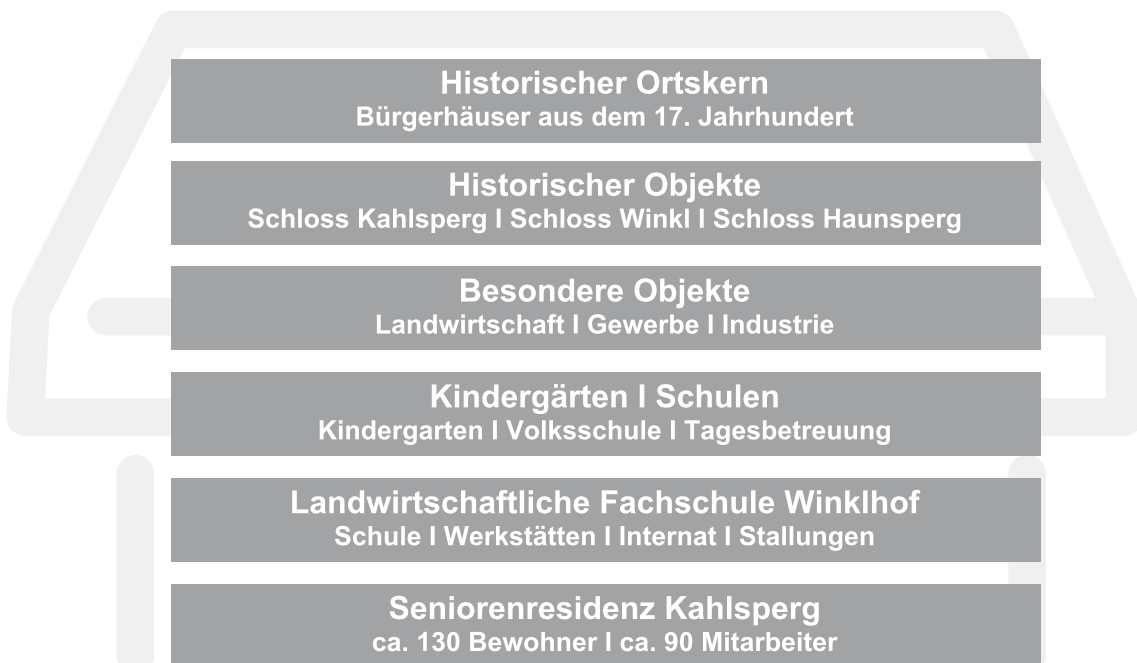 Historischer Ortskern
Bürgerhäuser aus dem 17. Jahrhundert
Historischer Objekte
Schloss Kahlsperg I Schloss Winkl I Schloss Haunsperg
Besondere Objekte
Landwirtschaft I Gewerbe I Industrie
Kindergärten I Schulen
Kindergarten I Volksschule I Tagesbetreuung
Landwirtschaftliche Fachschule Winklhof
Schule I Werkstätten I Internat I Stallungen
Seniorenresidenz Kahlsperg
ca. 130 Bewohner I ca. 90 Mitarbeiter